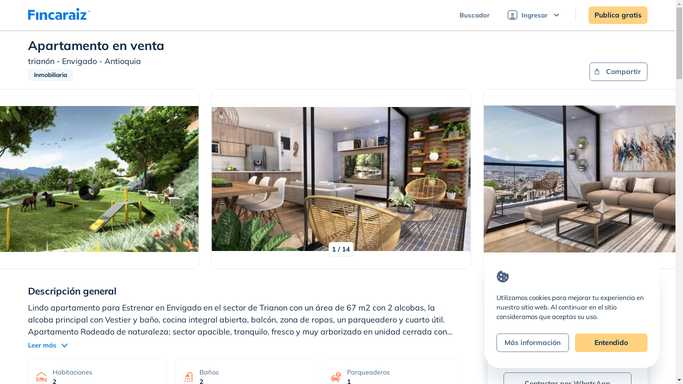 Fincaraiz
Buscador
Ingresar
Publica gratis
Apartamento en venta
trianón - Envigado - Antioquia
Inmobiliaria
Compartir
1 / 14
Descripción general
Lindo apartamento para Estrenar en Envigado en el sector de Trianon con un área de 67 m2 con 2 alcobas, la
alcoba principal con Vestier y baño, cocina integral abierta, balcón, zona de ropas, un parqueadero y cuarto útil.
Apartamento Rodeado de naturaleza; sector apacible, tranquilo, fresco y muy arborizado en unidad cerrada con...
Leer más
Habitaciones
2
Baños
2
Parqueaderos
1
Utilizamos cookies para mejorar tu experiencia en
nuestro sitio web. Al continuar en el sitio
consideramos que aceptas su uso.
Más información
Entendido
Contactar por WhatsApp